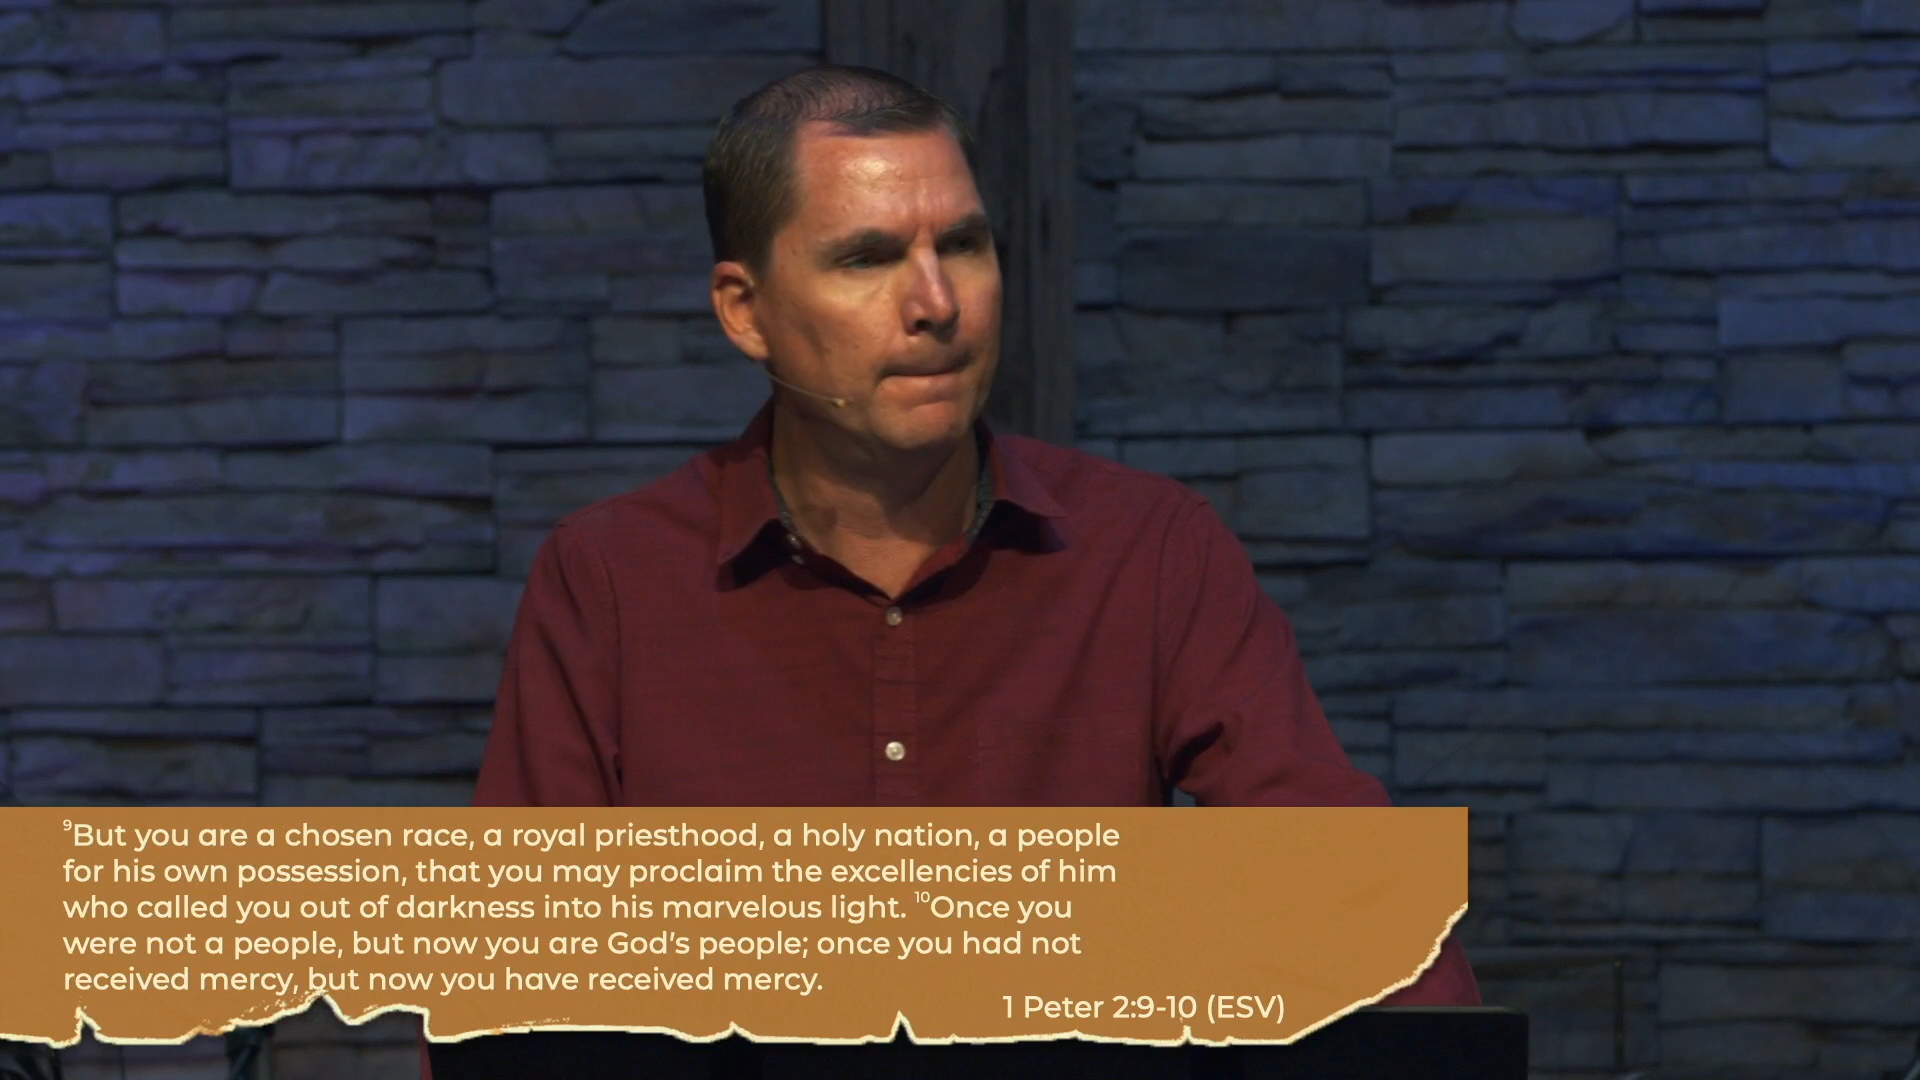 ⁹But you are a chosen race, a royal priesthood, a holy nation, a people
for his own possession, that you may proclaim the excellencies of him
who called you out of darkness into his marvelous light. ¹⁰Once you
were not a people, but now you are God’s people; once you had not
received mercy, but now you have received mercy.
1 Peter 2:9-10 (ESV)